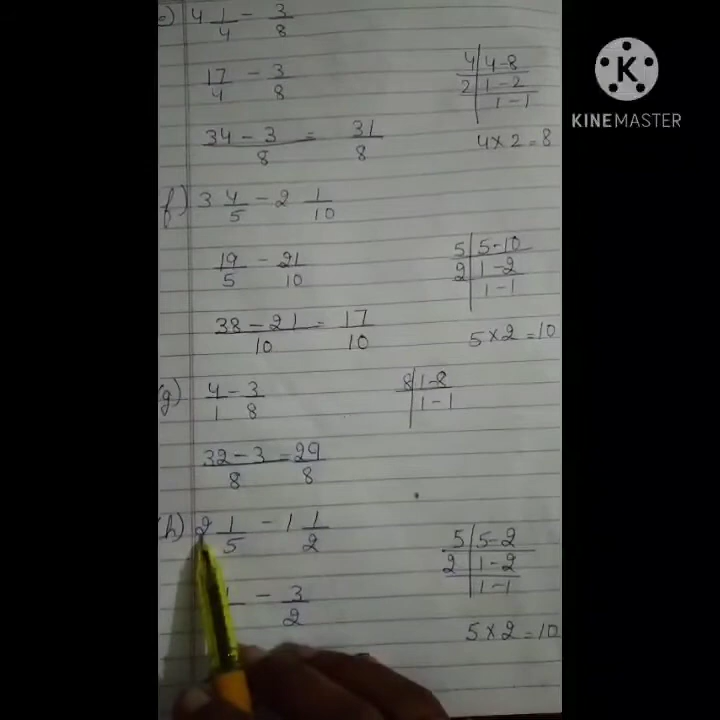 e) 4 1/4 - 3/8
17/4 - 3/8
34 - 3/8 = 31/8
4 | 4 - 8
2 | 1 - 2
| 1 - 1
4 × 2 = 8
K
KINEMASTER
f) 3 4/5 - 2 1/10
19/5 - 21/10
38 - 21/10 = 17/10
5 | 5 - 10
2 | 1 - 2
| 1 - 1
5 × 2 = 10
(g) 4/1 - 3/8
32 - 3/8 = 29/8
8 | 1 - 8
| 1 - 1
(h) 2 1/5 - 1 1/2
- 3/2
5 | 5 - 2
2 | 1 - 2
| 1 - 1
5 × 2 = 10